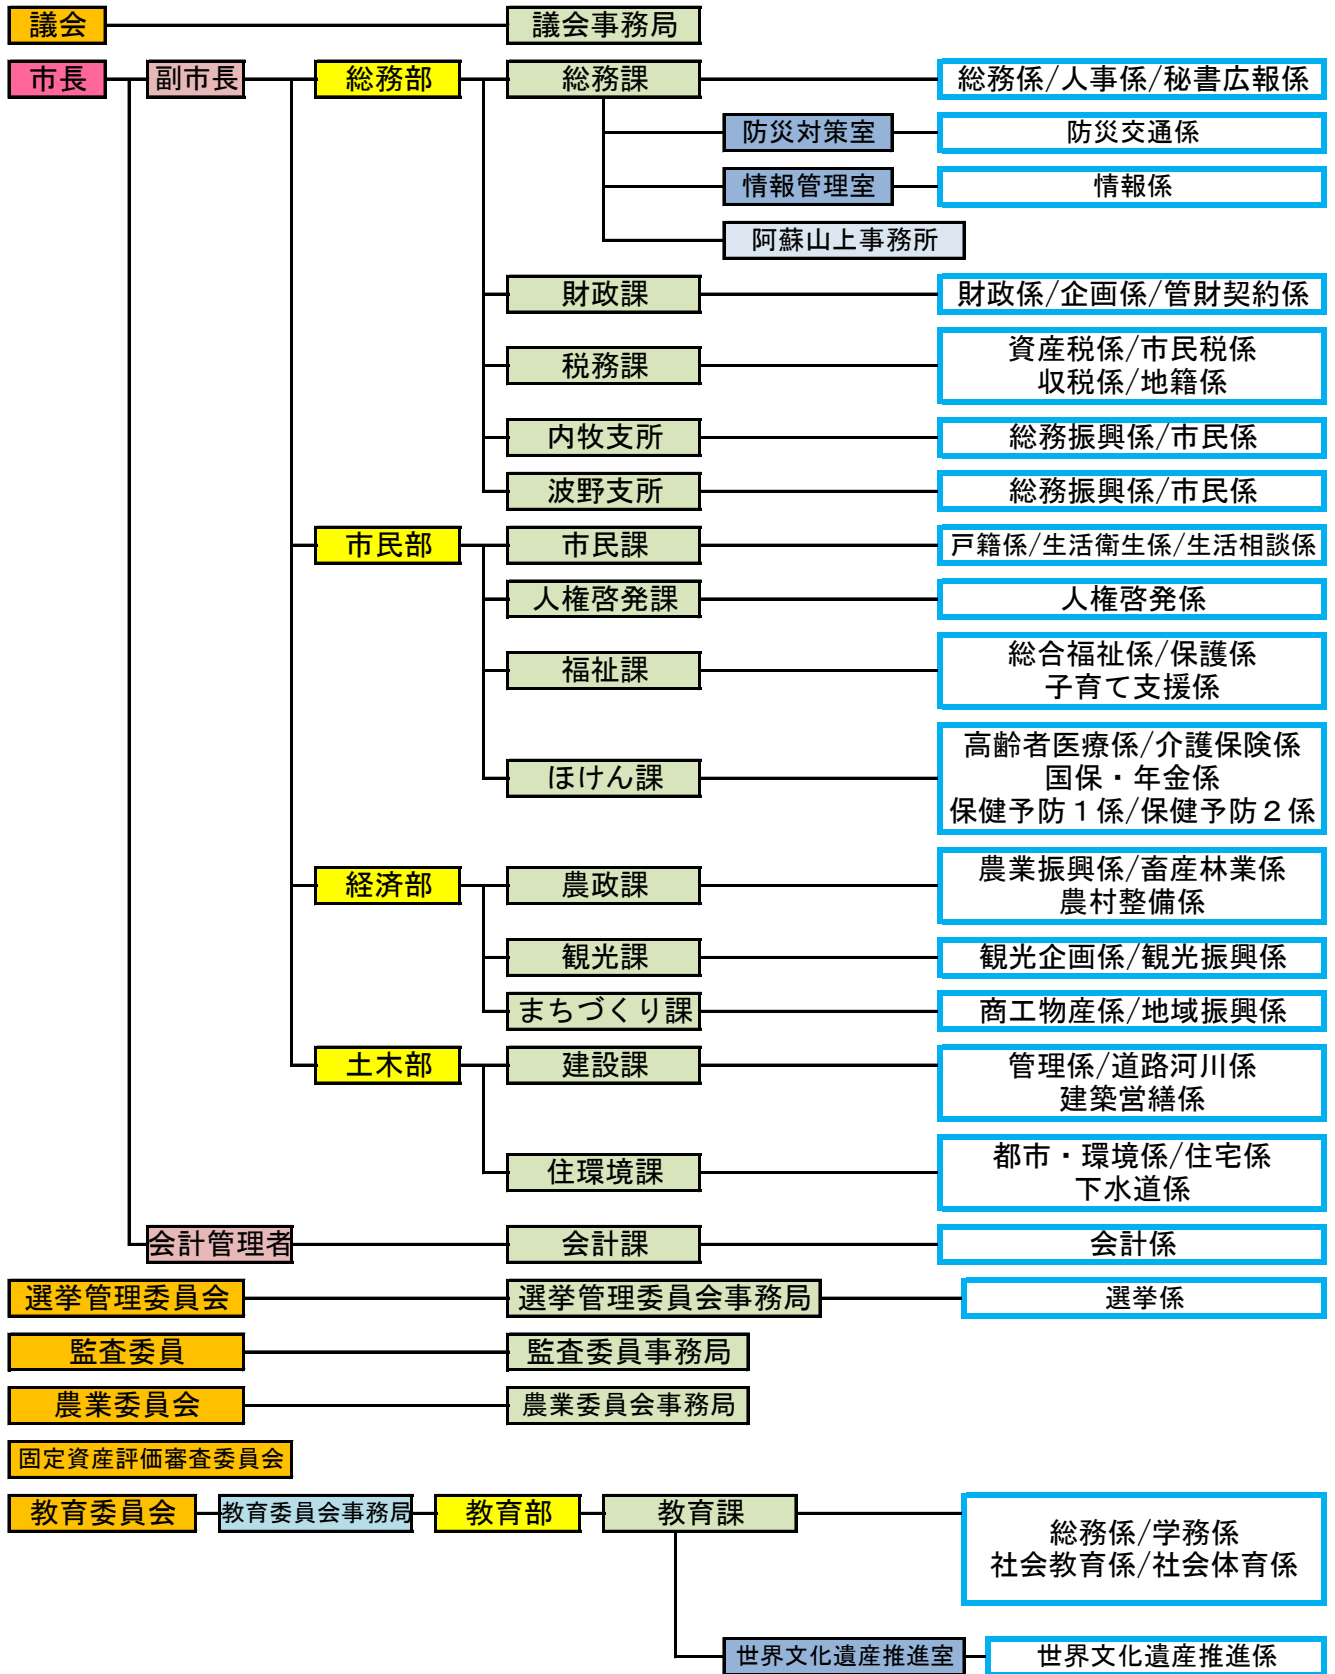 議会
議会事務局
市長
副市長
総務部
総務課
総務係/人事係/秘書広報係
防災対策室
防災交通係
情報管理室
情報係
阿蘇山上事務所
財政課
財政係/企画係/管財契約係
税務課
資産税係/市民税係
収税係/地籍係
内牧支所
総務振興係/市民係
波野支所
総務振興係/市民係
市民部
市民課
戸籍係/生活衛生係/生活相談係
人権啓発課
人権啓発係
福祉課
総合福祉係/保護係
子育て支援係
ほけん課
高齢者医療係/介護保険係
国保・年金係
保健予防１係/保健予防２係
経済部
農政課
農業振興係/畜産林業係
農村整備係
観光課
観光企画係/観光振興係
まちづくり課
商工物産係/地域振興係
土木部
建設課
管理係/道路河川係
建築営繕係
住環境課
都市・環境係/住宅係
下水道係
会計管理者
会計課
会計係
選挙管理委員会
選挙管理委員会事務局
選挙係
監査委員
監査委員事務局
農業委員会
農業委員会事務局
固定資産評価審査委員会
教育委員会
教育委員会事務局
教育部
教育課
総務係/学務係
社会教育係/社会体育係
世界文化遺産推進室
世界文化遺産推進係